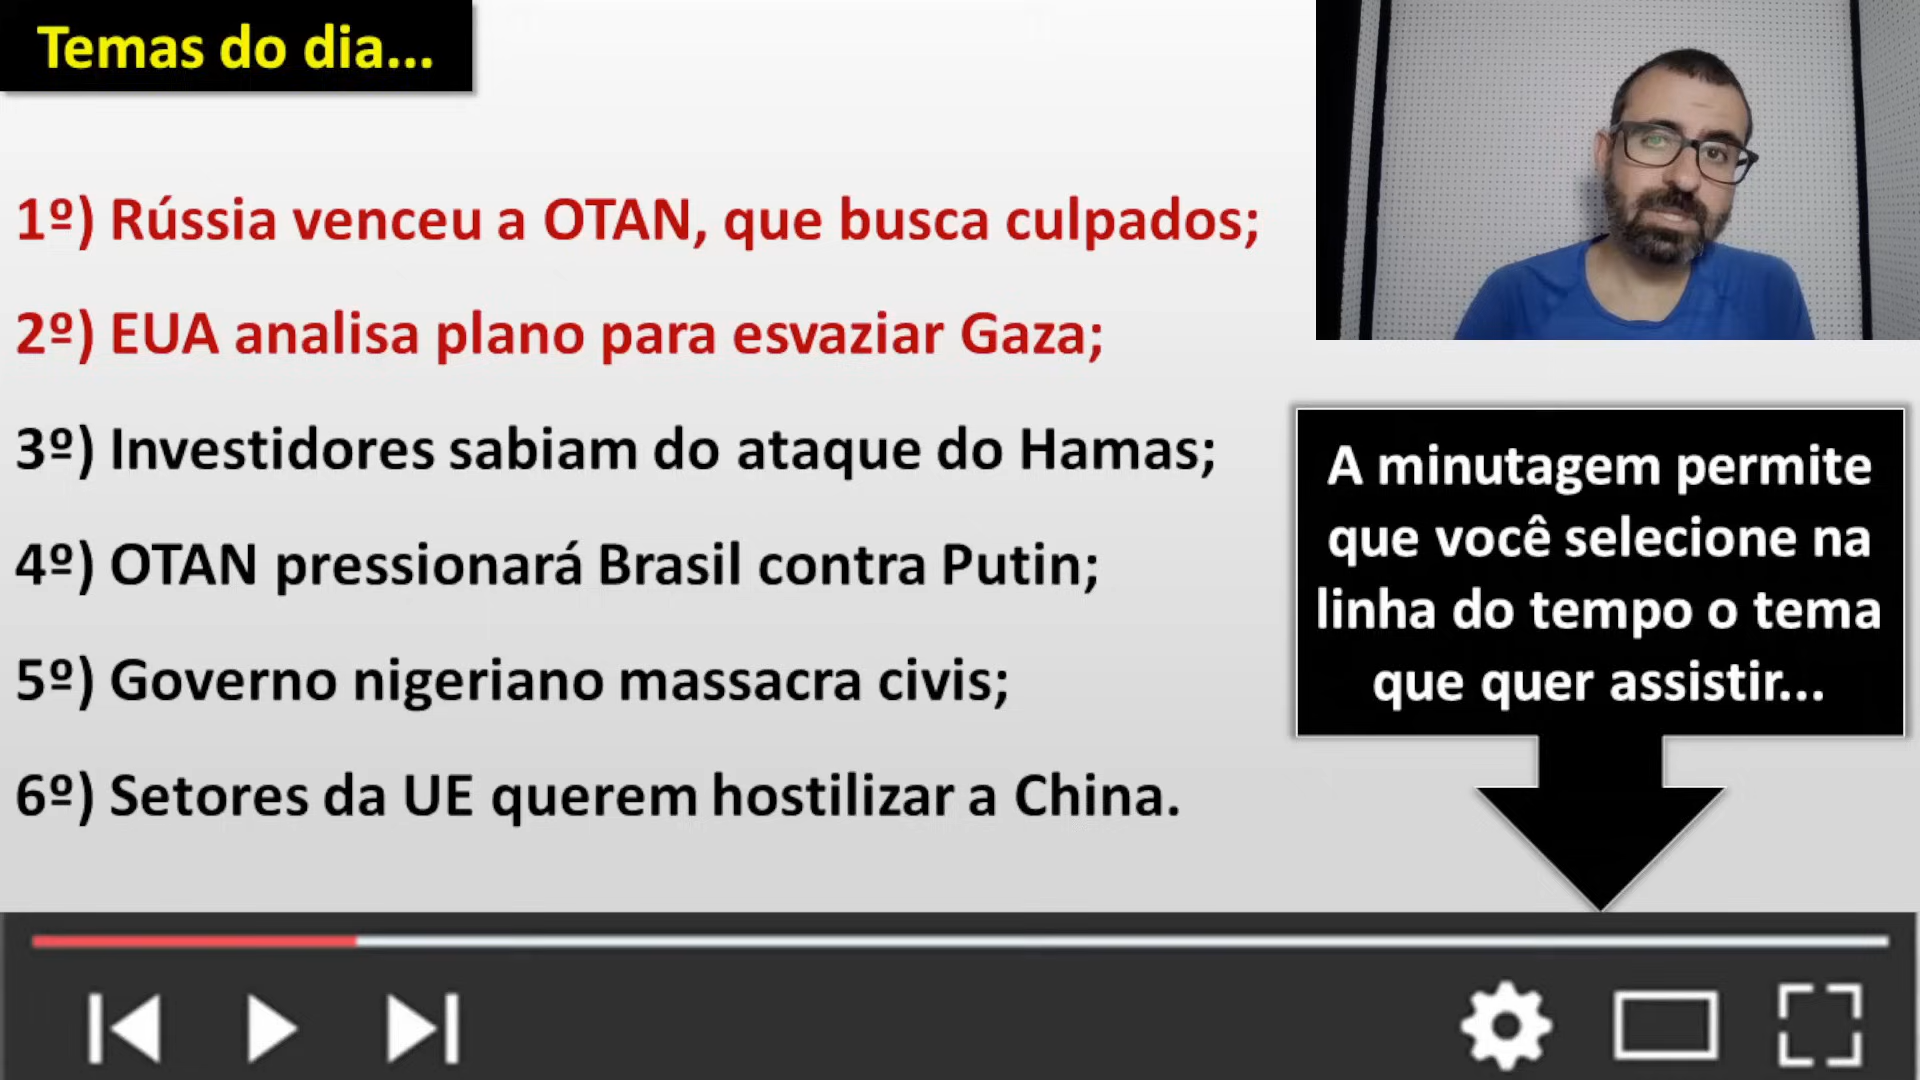 Temas do dia...
1º) Rússia venceu a OTAN, que busca culpados;
2º) EUA analisa plano para esvaziar Gaza;
3º) Investidores sabiam do ataque do Hamas;
4º) OTAN pressionará Brasil contra Putin;
5º) Governo nigeriano massacra civis;
6º) Setores da UE querem hostilizar a China.
A minutagem permite
que você selecione na
linha do tempo o tema
que quer assistir...